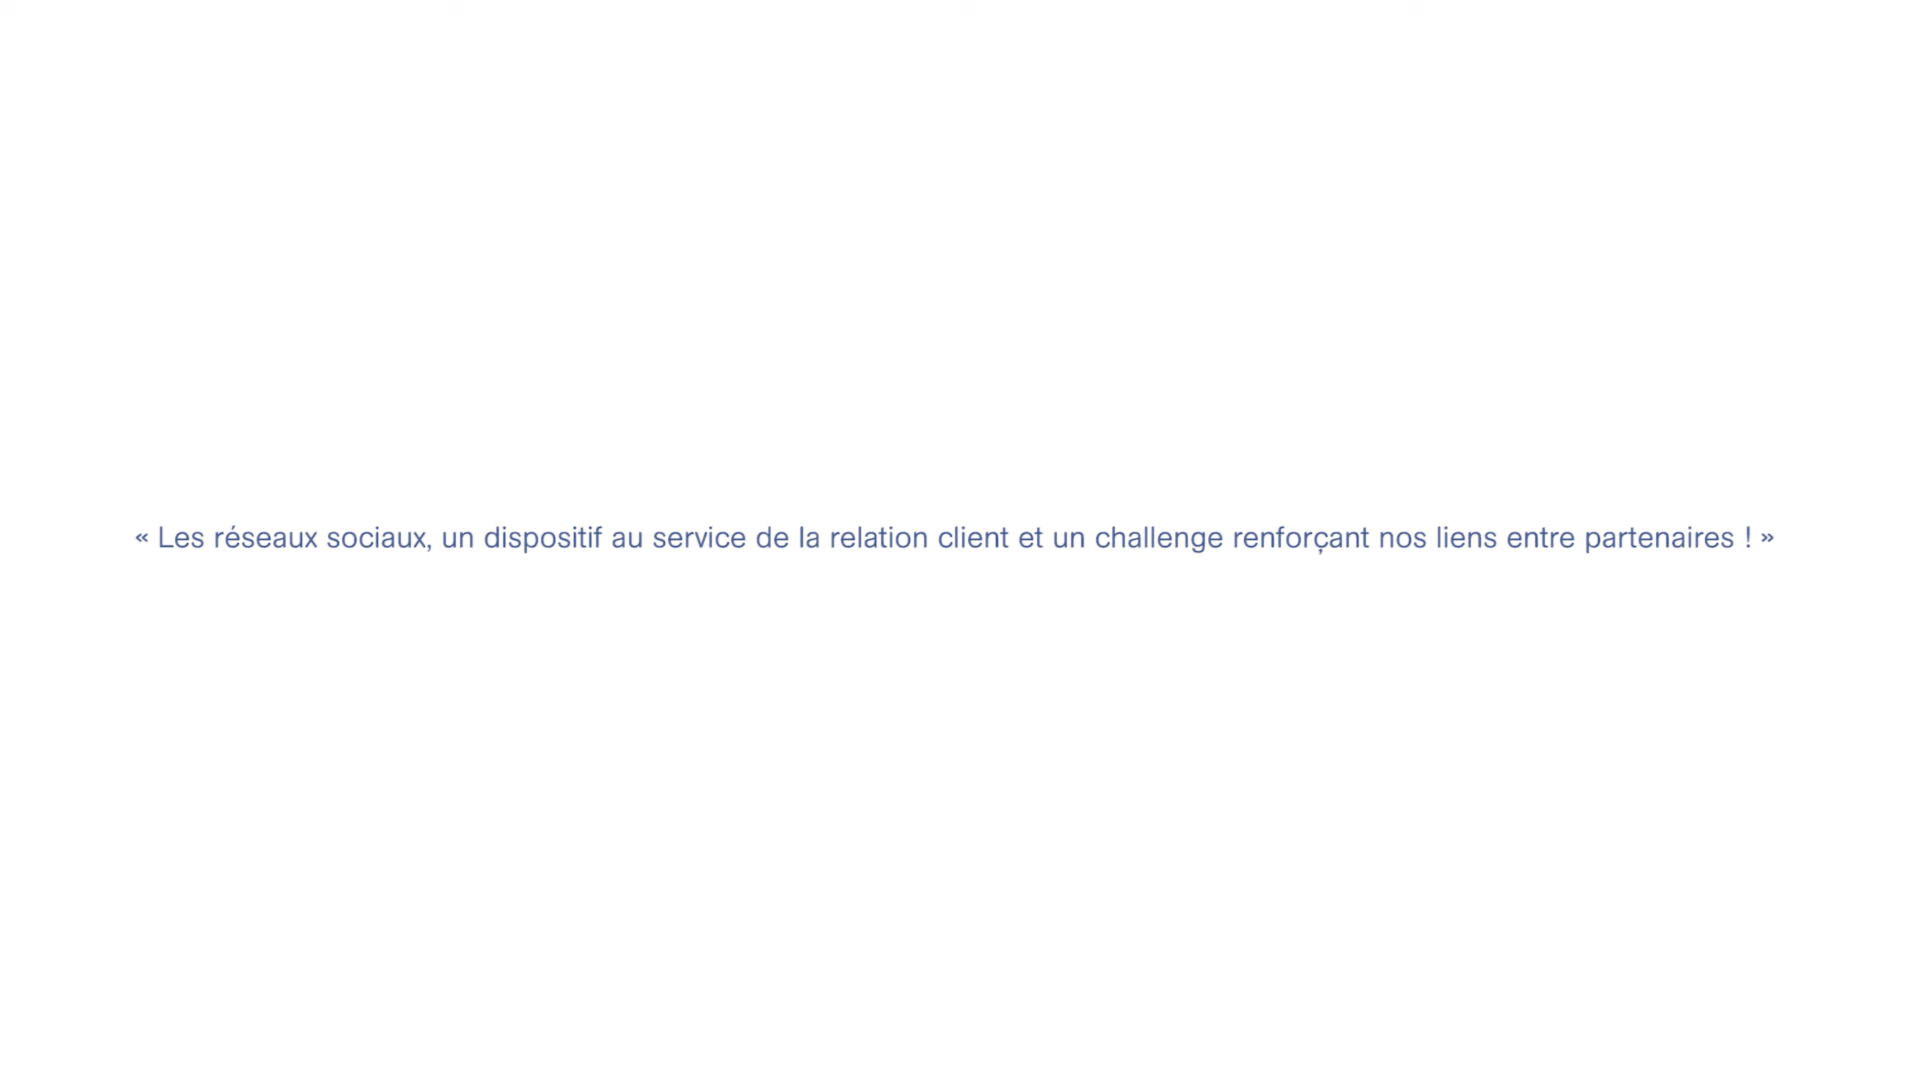 « Les réseaux sociaux, un dispositif au service de la relation client et un challenge renforçant nos liens entre partenaires ! »